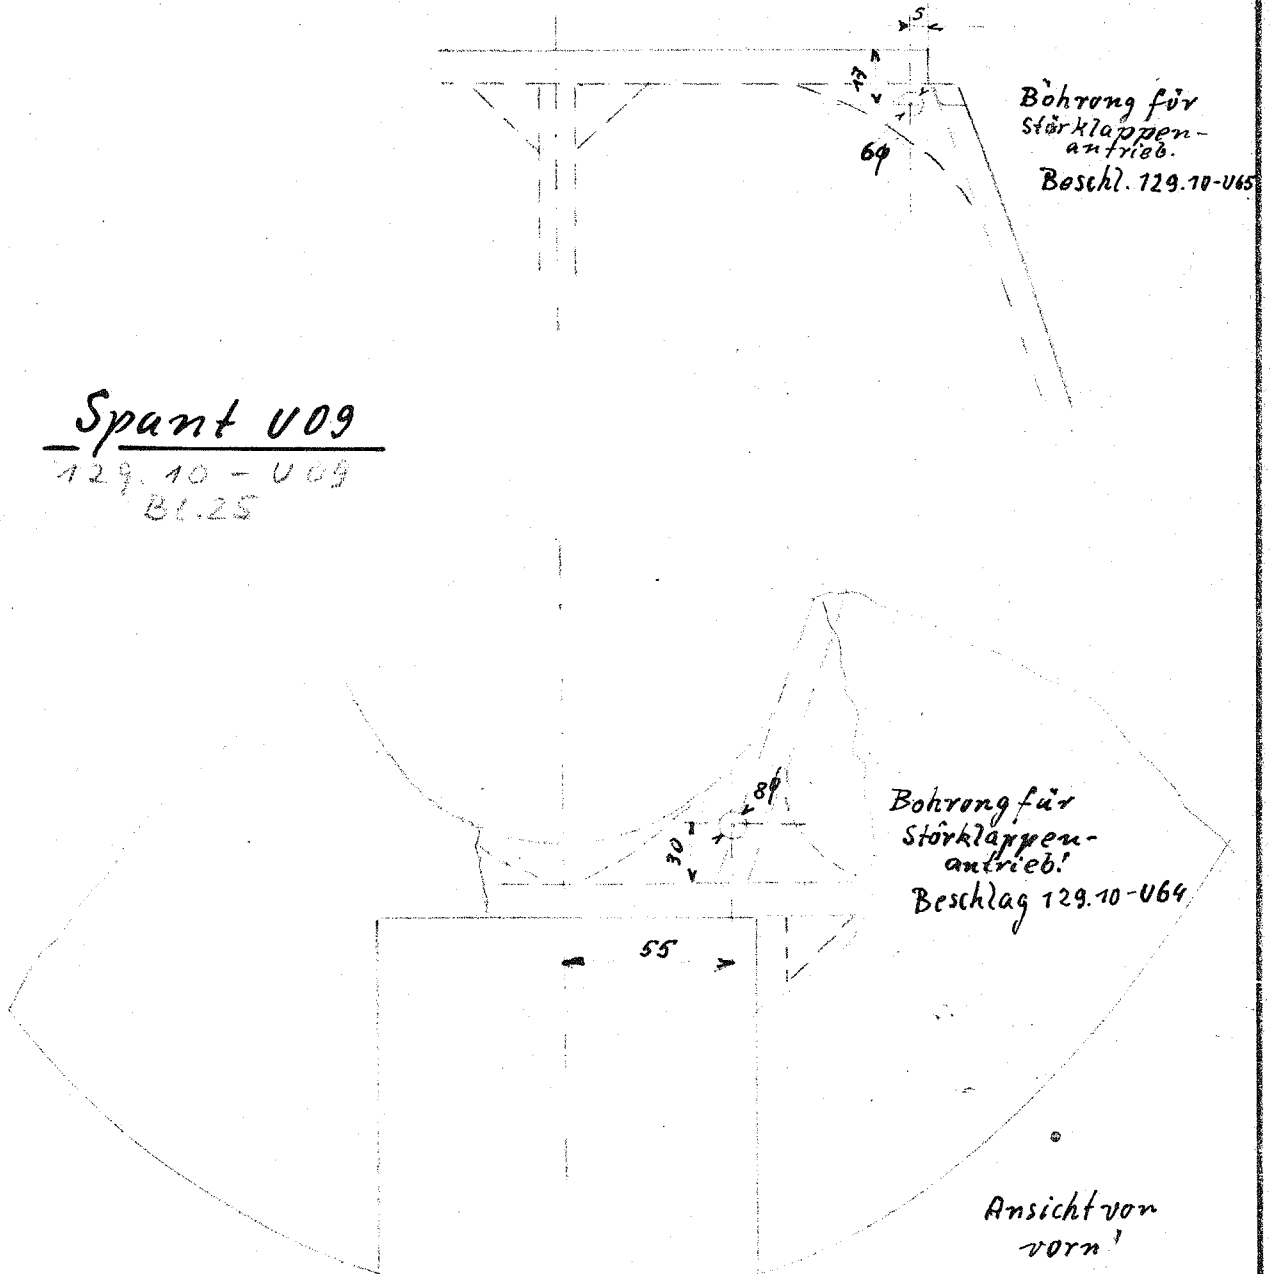 5
17
6ϕ
Bohrung für
Störklappen-
antrieb.
Beschl. 129.10-U65
Spant U09
129.10 - U09
Bl.25
8ϕ
30
Bohrung für
Störklappen-
antrieb!
Beschlag 129.10-U64
55
Ansicht von
vorn!